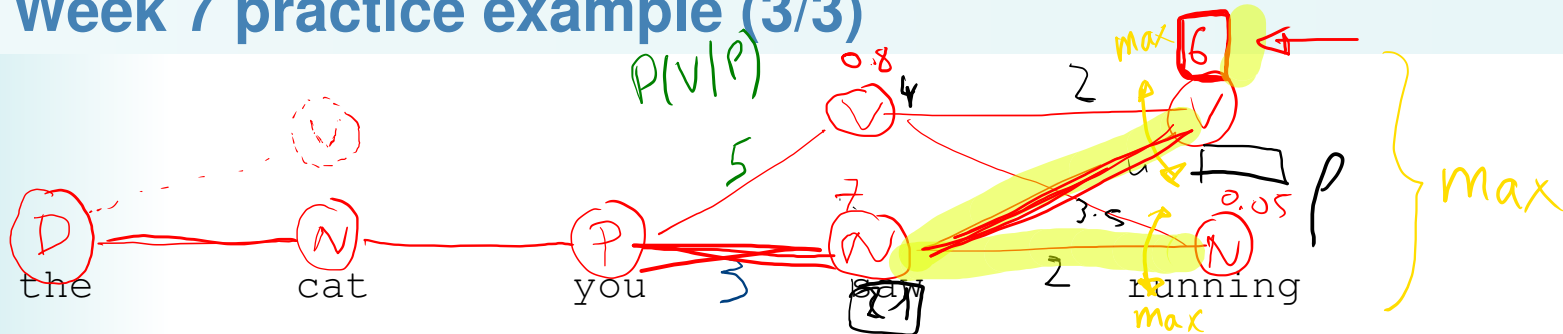 Week 7 practice example (3/3)
P(V|P)
max 6
0.8
V 4 2 V
V
5
7
0.05
D N P N 3.5 N
max
the cat you 3 saw 2 running
max